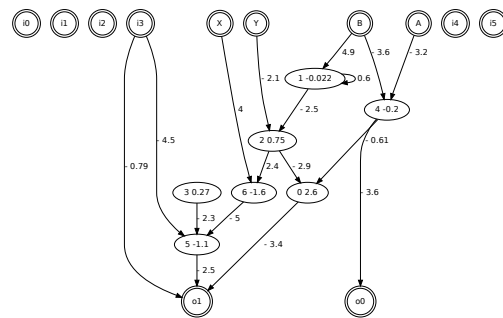 i0 i1 i2 i3 X Y B A i4 i5
4.9 - 3.6 - 3.2
- 2.1 1 -0.022 0.6
4 - 2.5 4 -0.2
- 4.5 2 0.75 - 0.61
- 0.79 2.4 - 2.9
3 0.27 6 -1.6 0 2.6 - 3.6
- 2.3 - 5
5 -1.1 - 3.4
- 2.5
o1 o0